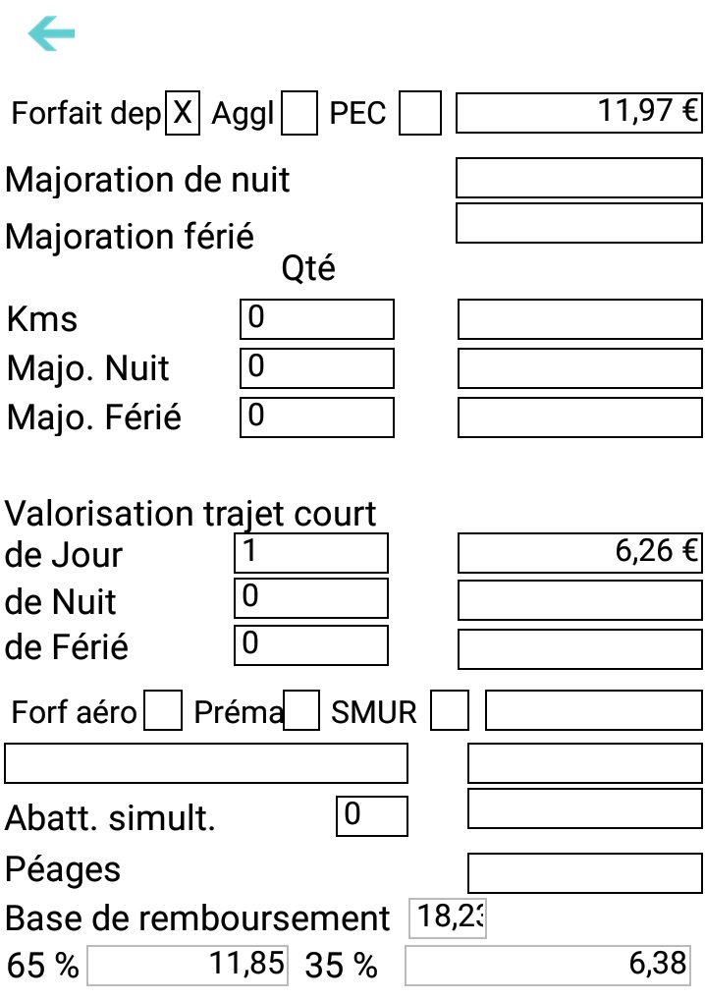 Forfait dep X Aggl PEC 11,97 €
Majoration de nuit
Majoration férié
Qté
Kms 0
Majo. Nuit 0
Majo. Férié 0
Valorisation trajet court
de Jour 1 6,26 €
de Nuit 0
de Férié 0
Forf aéro Préma SMUR
Abatt. simult. 0
Péages
Base de remboursement 18,23
65 % 11,85 35 % 6,38